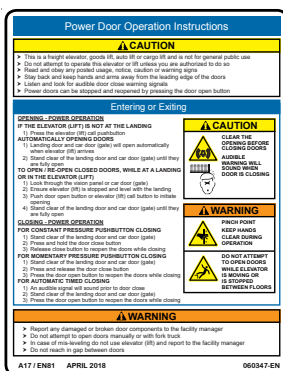 Power Door Operation Instructions
CAUTION
➤ This is a freight elevator, goods lift, auto lift or cargo lift and is not for general public use
➤ Do not attempt to operate this elevator or lift unless you are authorized to do so
➤ Read and obey any posted usage, notice, caution or warning signs
➤ Stay back and keep hands and arms away from the leading edge of the doors
➤ Listen and look for audible door close warning signals
➤ Power doors can be stopped and reopened by pressing the door open button
Entering or Exiting
OPENING - POWER OPERATION
IF THE ELEVATOR (LIFT) IS NOT AT THE LANDING
1) Press the elevator (lift) call pushbutton
AUTOMATICALLY OPENING DOORS
1) Landing door and car door (gate) will open automatically
when elevator (lift) arrives
2) Stand clear of the landing door and car door (gate) until they
are fully open
TO OPEN / RE-OPEN CLOSED DOORS, WHILE AT A LANDING
OR IN THE ELEVATOR (LIFT)
1) Look through the vision panel or car door (gate)
2) Ensure elevator (lift) is stopped and level with the landing
3) Push door open button or elevator (lift) call button to initiate
opening
4) Stand clear of the landing door and car door (gate) until they
are fully open
CLOSING - POWER OPERATION
FOR CONSTANT PRESSURE PUSHBUTTON CLOSING
1) Stand clear of the landing door and car door (gate)
2) Press and hold the door close button
3) Release close button to reopen the doors while closing
FOR MOMENTARY PRESSURE PUSHBUTTON CLOSING
1) Stand clear of the landing door and car door (gate)
2) Press and release the door close button
3) Press the door open button to reopen the doors while closing
FOR AUTOMATIC TIMED CLOSING
1) An audible signal will sound prior to door close
2) Stand clear of the landing door and car door (gate)
3) Press the door open button to reopen the doors while closing
CAUTION
CLEAR THE
OPENING BEFORE
CLOSING DOORS
AUDIBLE
WARNING WILL
SOUND WHEN
DOOR IS CLOSING
WARNING
PINCH POINT
KEEP HANDS
CLEAR DURING
OPERATION
DO NOT ATTEMPT
TO OPEN DOORS
WHILE ELEVATOR
IS MOVING OR
IS STOPPED
BETWEEN FLOORS
WARNING
➤ Report any damaged or broken door components to the facility manager
➤ Do not attempt to open doors manually or with fork truck
➤ In case of mis-leveling do not use elevator (lift) and report to the facility manager
➤ Do not reach in gap between doors
A17 / EN81 APRIL 2018 060347-EN